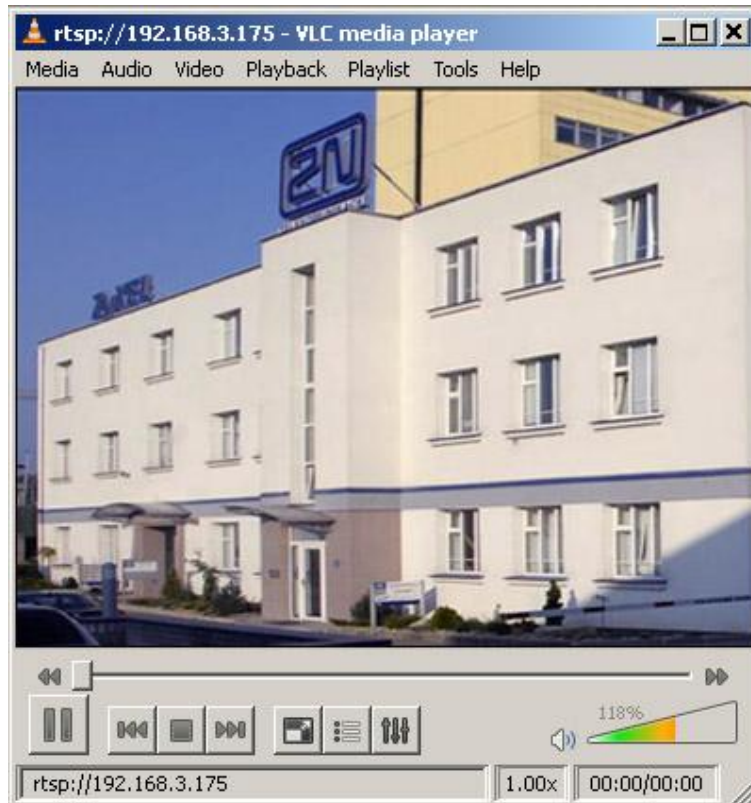 rtsp://192.168.3.175 - VLC media player
Media Audio Video Playback Playlist Tools Help
2N
118%
rtsp://192.168.3.175 1.00x 00:00/00:00